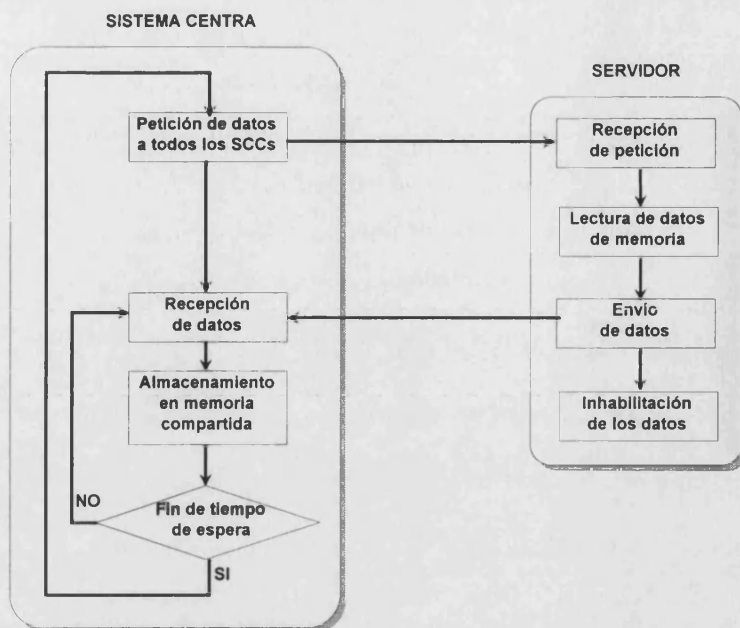 SISTEMA CENTRA
SERVIDOR
Petición de datos
a todos los SCCs
Recepción
de petición
Lectura de datos
de memoria
Recepción
de datos
Envío
de datos
Almacenamiento
en memoria
compartida
Inhabilitación
de los datos
NO
Fin de tiempo
de espera
SI